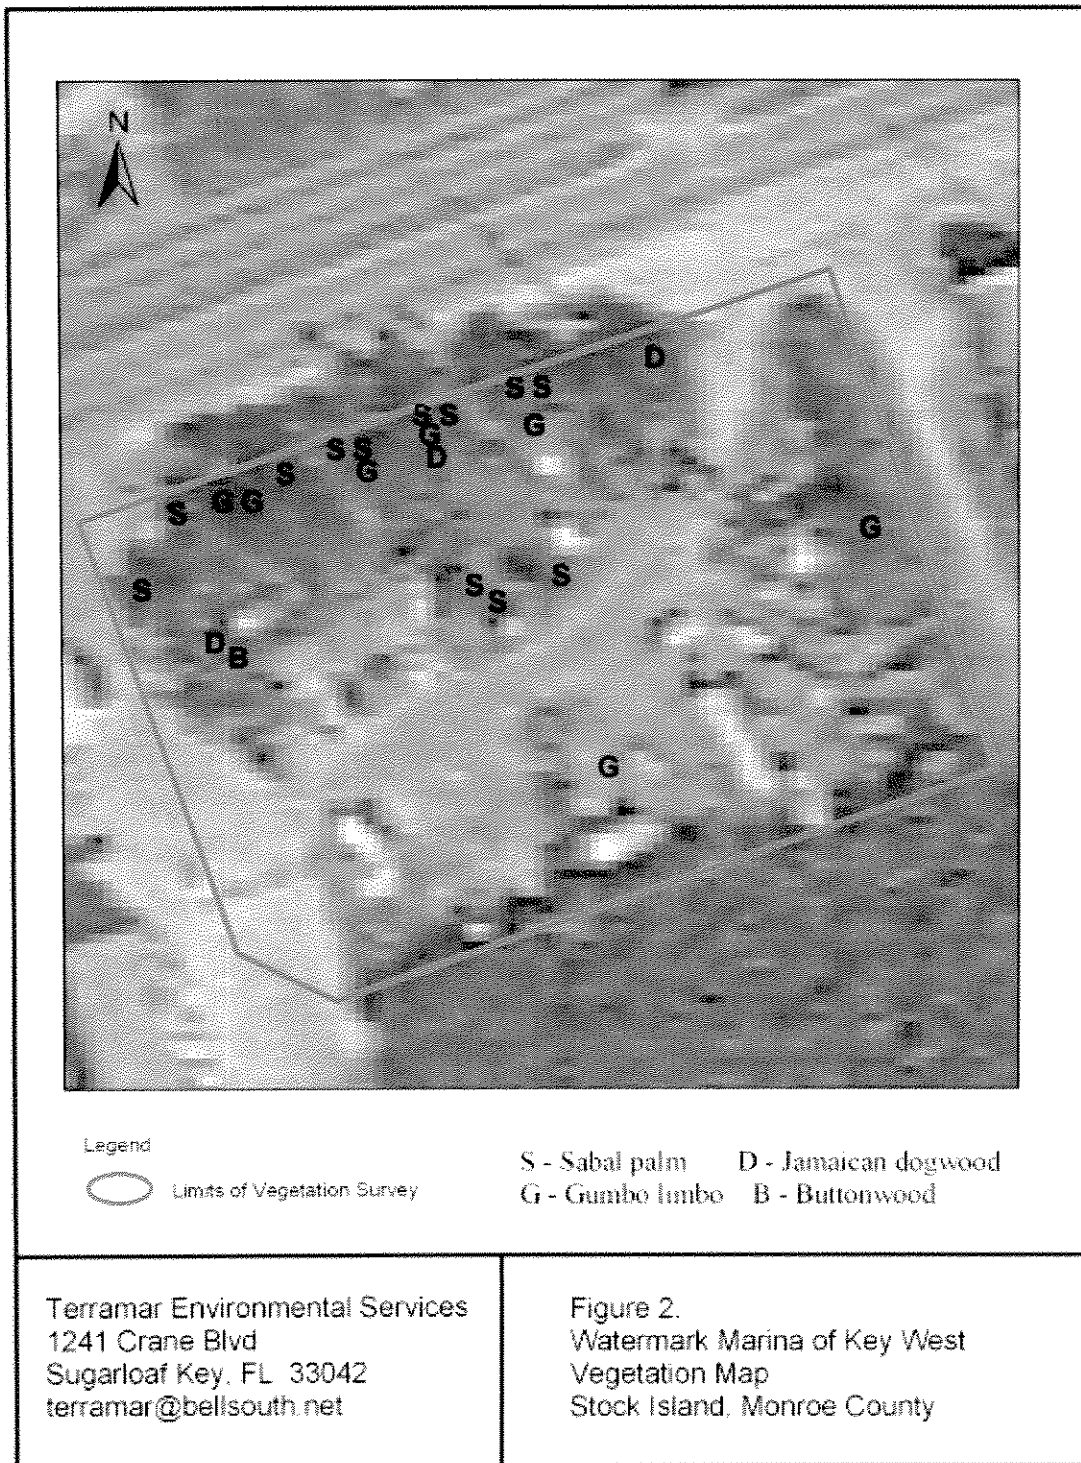 N
D
S S
S S
G
G
D
S S
G
S
G G
S
G
S
S
S
S
D
B
G
Legend
Limits of Vegetation Survey
S - Sabal palm D - Jamaican dogwood
G - Gumbo limbo B - Buttonwood
Terramar Environmental Services
1241 Crane Blvd
Sugarloaf Key, FL 33042
terramar@bellsouth.net
Figure 2.
Watermark Marina of Key West
Vegetation Map
Stock Island, Monroe County